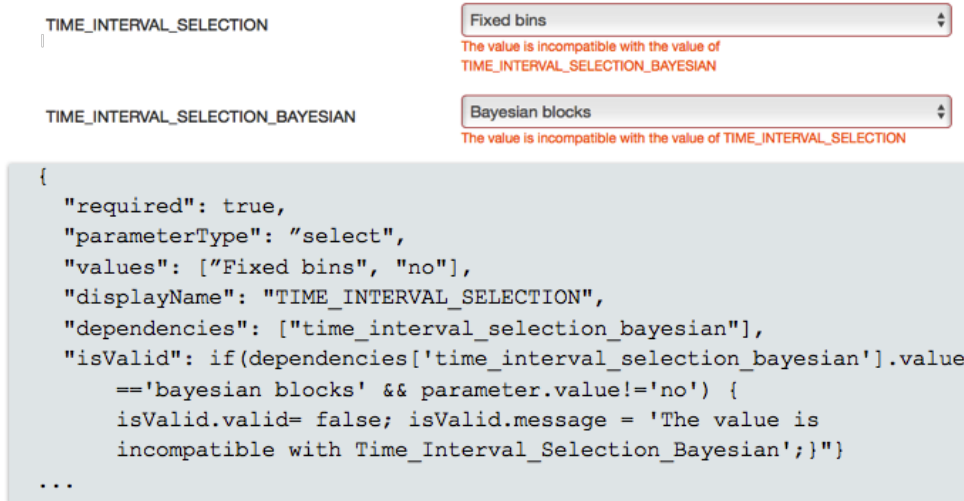 TIME_INTERVAL_SELECTION
Fixed bins
The value is incompatible with the value of
TIME_INTERVAL_SELECTION_BAYESIAN
TIME_INTERVAL_SELECTION_BAYESIAN
Bayesian blocks
The value is incompatible with the value of TIME_INTERVAL_SELECTION
{
"required": true,
"parameterType": ”select",
"values": [”Fixed bins", "no"],
"displayName": "TIME_INTERVAL_SELECTION",
"dependencies": ["time_interval_selection_bayesian"],
"isValid": if(dependencies['time_interval_selection_bayesian'].value
=='bayesian blocks' && parameter.value!='no') {
isValid.valid= false; isValid.message = 'The value is
incompatible with Time_Interval_Selection_Bayesian';}"}
...